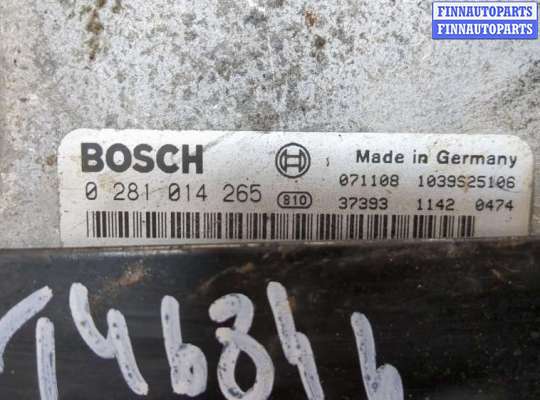 FINNAUTOPARTS
FINNAUTOPARTS
BOSCH
Made in Germany
0 281 014 265
810
071108 1039S25106
37393 1142 0474